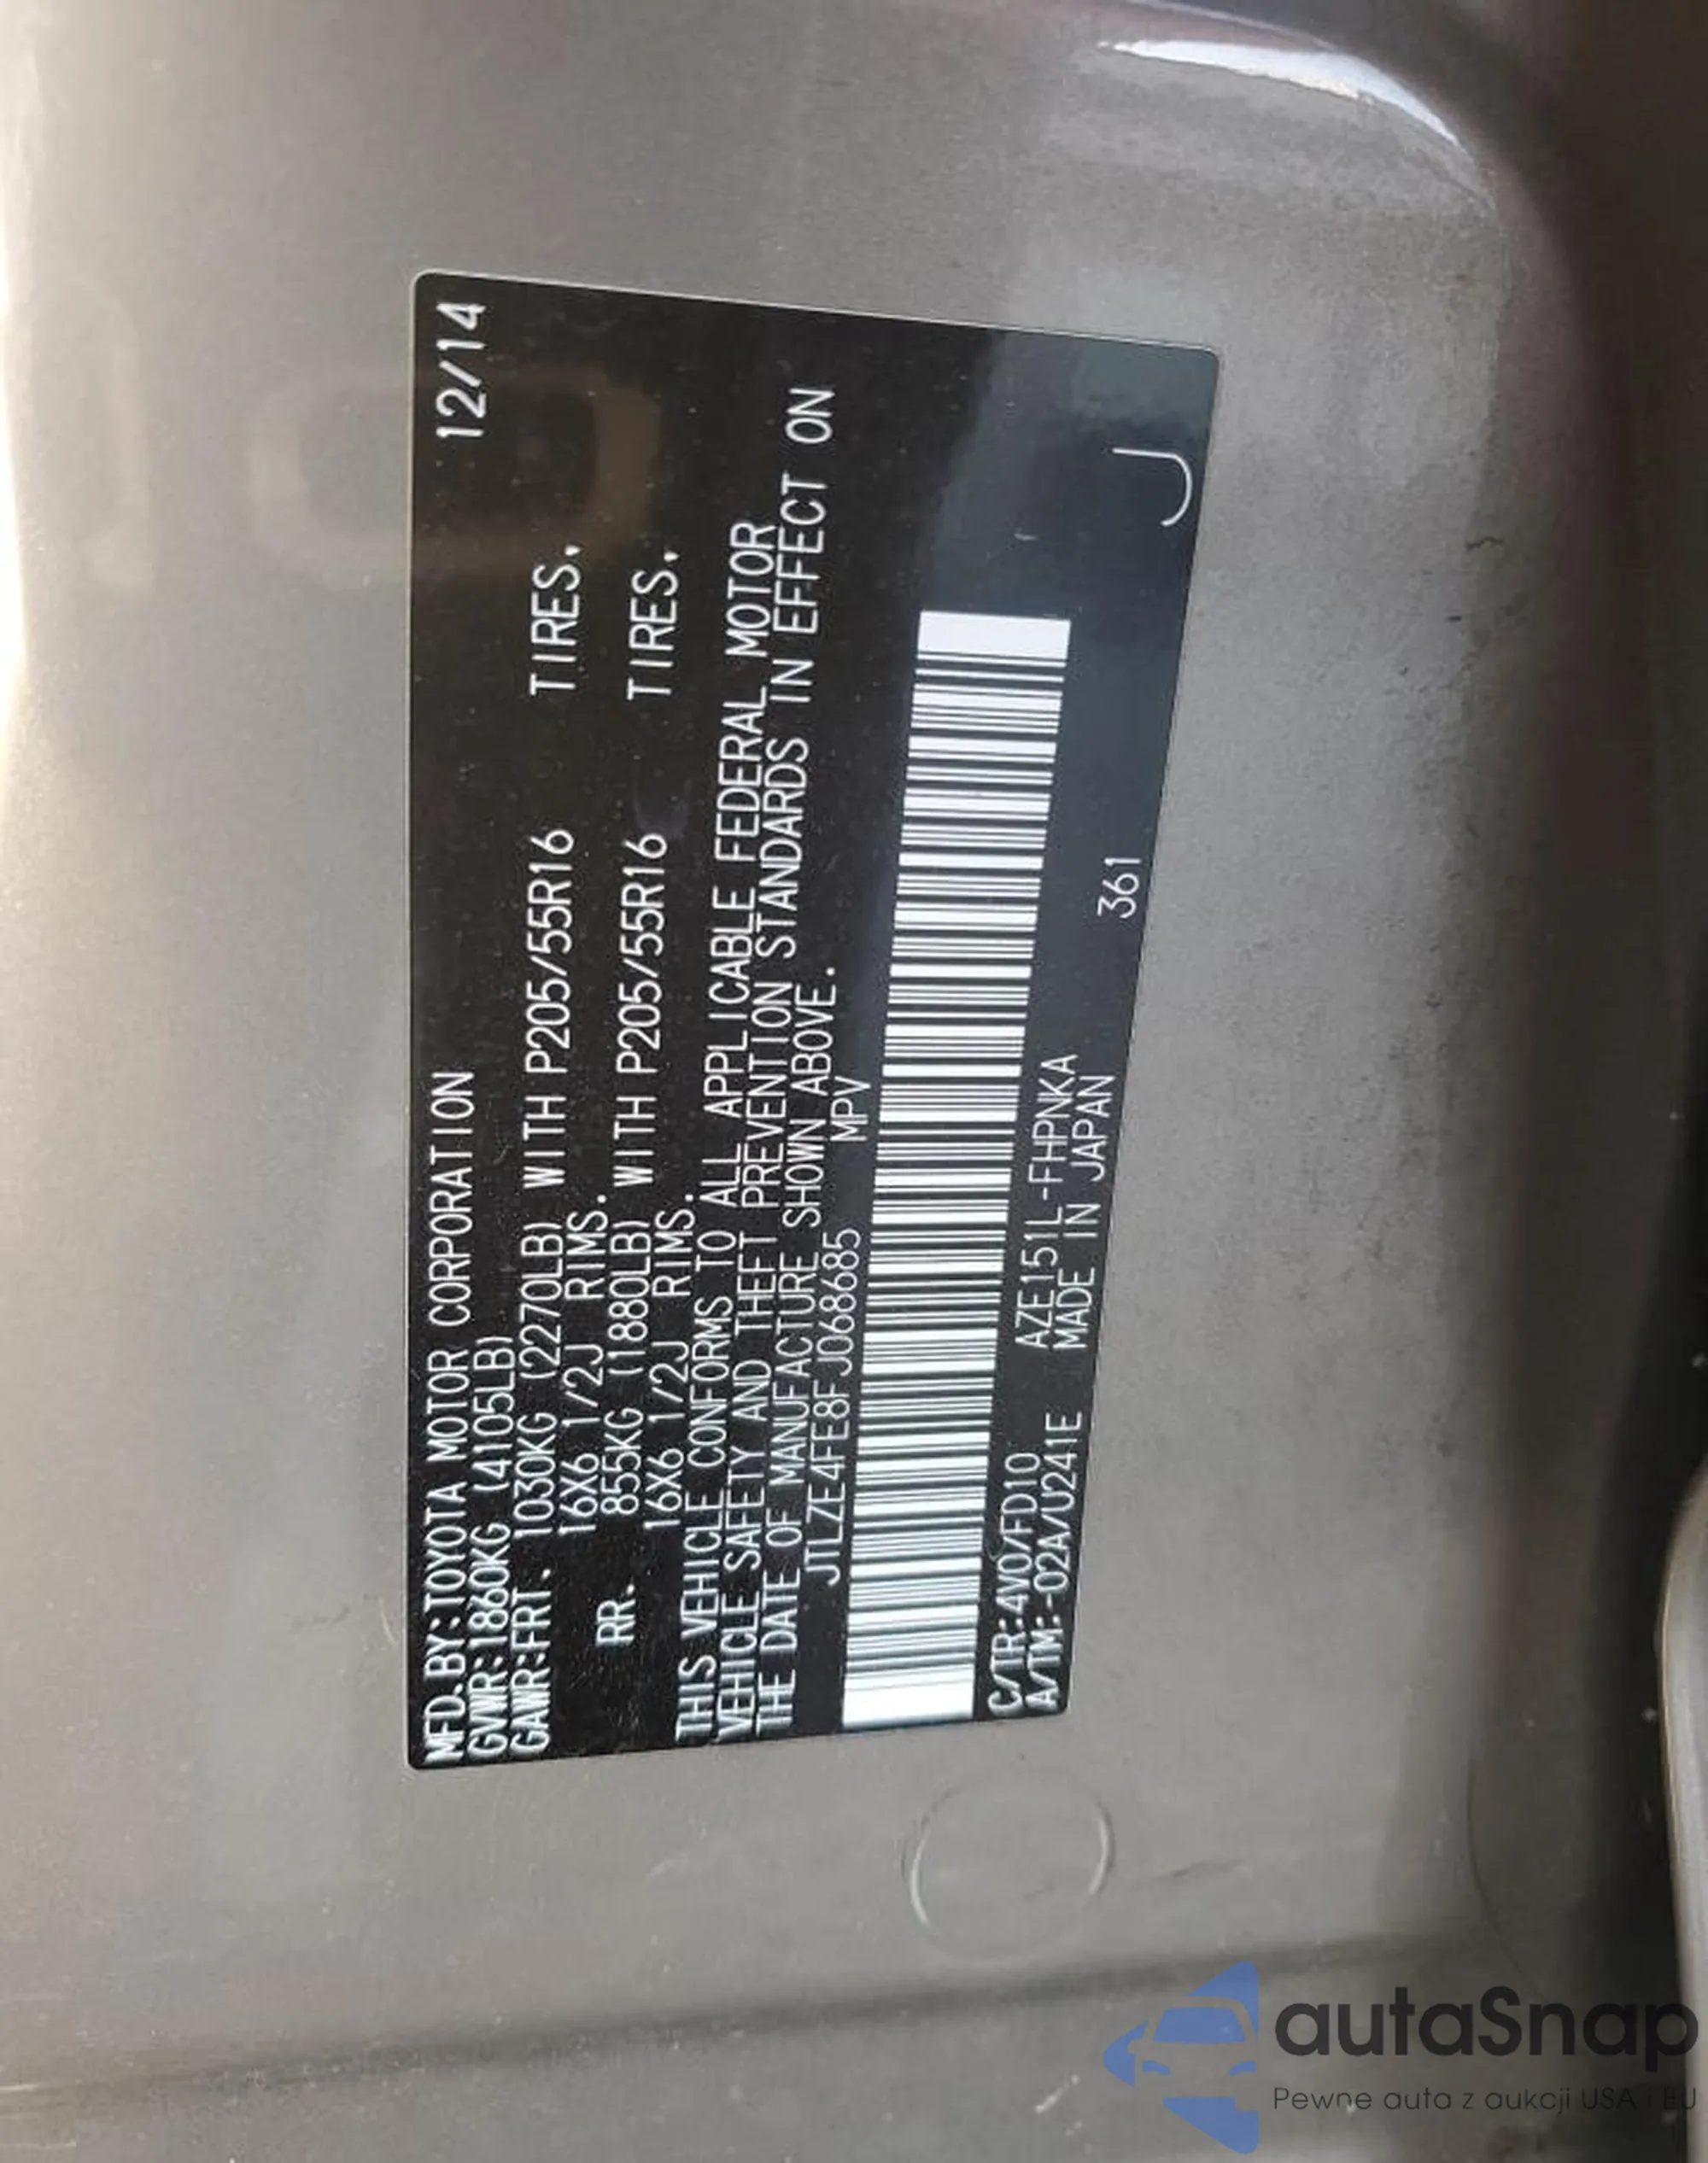 MFD.BY:TOYOTA MOTOR CORPORATION 12/14
GVWR:1860KG (4105LB)
GAWR:FRT. 1030KG (2270LB) WITH P205/55R16 TIRES.
16X6 1/2J RIMS.
RR. 855KG (1880LB) WITH P205/55R16 TIRES.
16X6 1/2J RIMS.
THIS VEHICLE CONFORMS TO ALL APPLICABLE FEDERAL MOTOR
VEHICLE SAFETY AND THEFT PREVENTION STANDARDS IN EFFECT ON
THE DATE OF MANUFACTURE SHOWN ABOVE.
JTLZE4FE8FJ068685 MPV
C/TR:4V0/FD10 AZE151L-FHPNKA 361
A/TM:-02A/U241E MADE IN JAPAN
J
autaSnap
Pewne auta z aukcji USA i EU